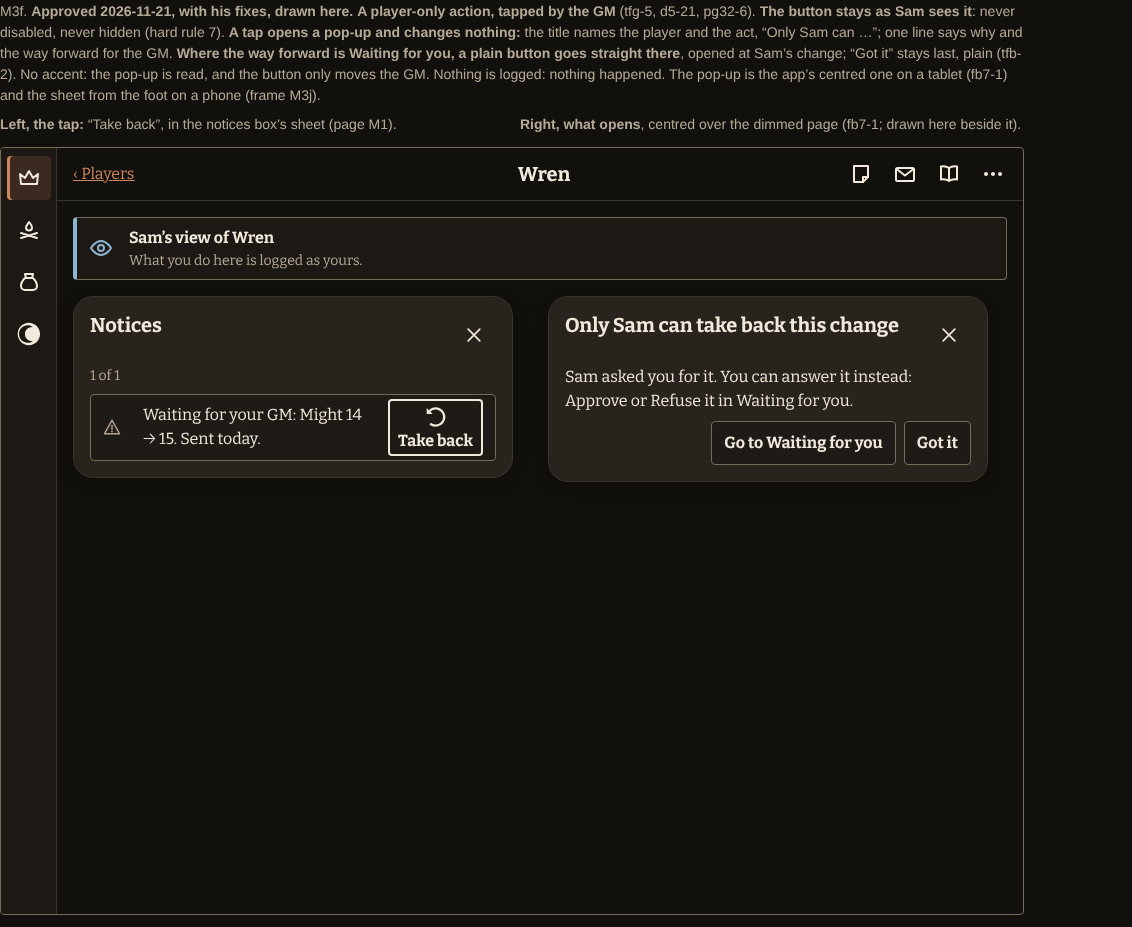 M3f. Approved 2026-11-21, with his fixes, drawn here. A player-only action, tapped by the GM (tfg-5, d5-21, pg32-6). The button stays as Sam sees it: never
disabled, never hidden (hard rule 7). A tap opens a pop-up and changes nothing: the title names the player and the act, “Only Sam can …”; one line says why and
the way forward for the GM. Where the way forward is Waiting for you, a plain button goes straight there, opened at Sam’s change; “Got it” stays last, plain (tfb-
2). No accent: the pop-up is read, and the button only moves the GM. Nothing is logged: nothing happened. The pop-up is the app’s centred one on a tablet (fb7-1)
and the sheet from the foot on a phone (frame M3j).
Left, the tap: “Take back”, in the notices box’s sheet (page M1).
Right, what opens, centred over the dimmed page (fb7-1; drawn here beside it).
‹ Players
Wren
Sam’s view of Wren
What you do here is logged as yours.
Notices
1 of 1
Waiting for your GM: Might 14
→ 15. Sent today.
Take back
Only Sam can take back this change
Sam asked you for it. You can answer it instead:
Approve or Refuse it in Waiting for you.
Go to Waiting for you
Got it